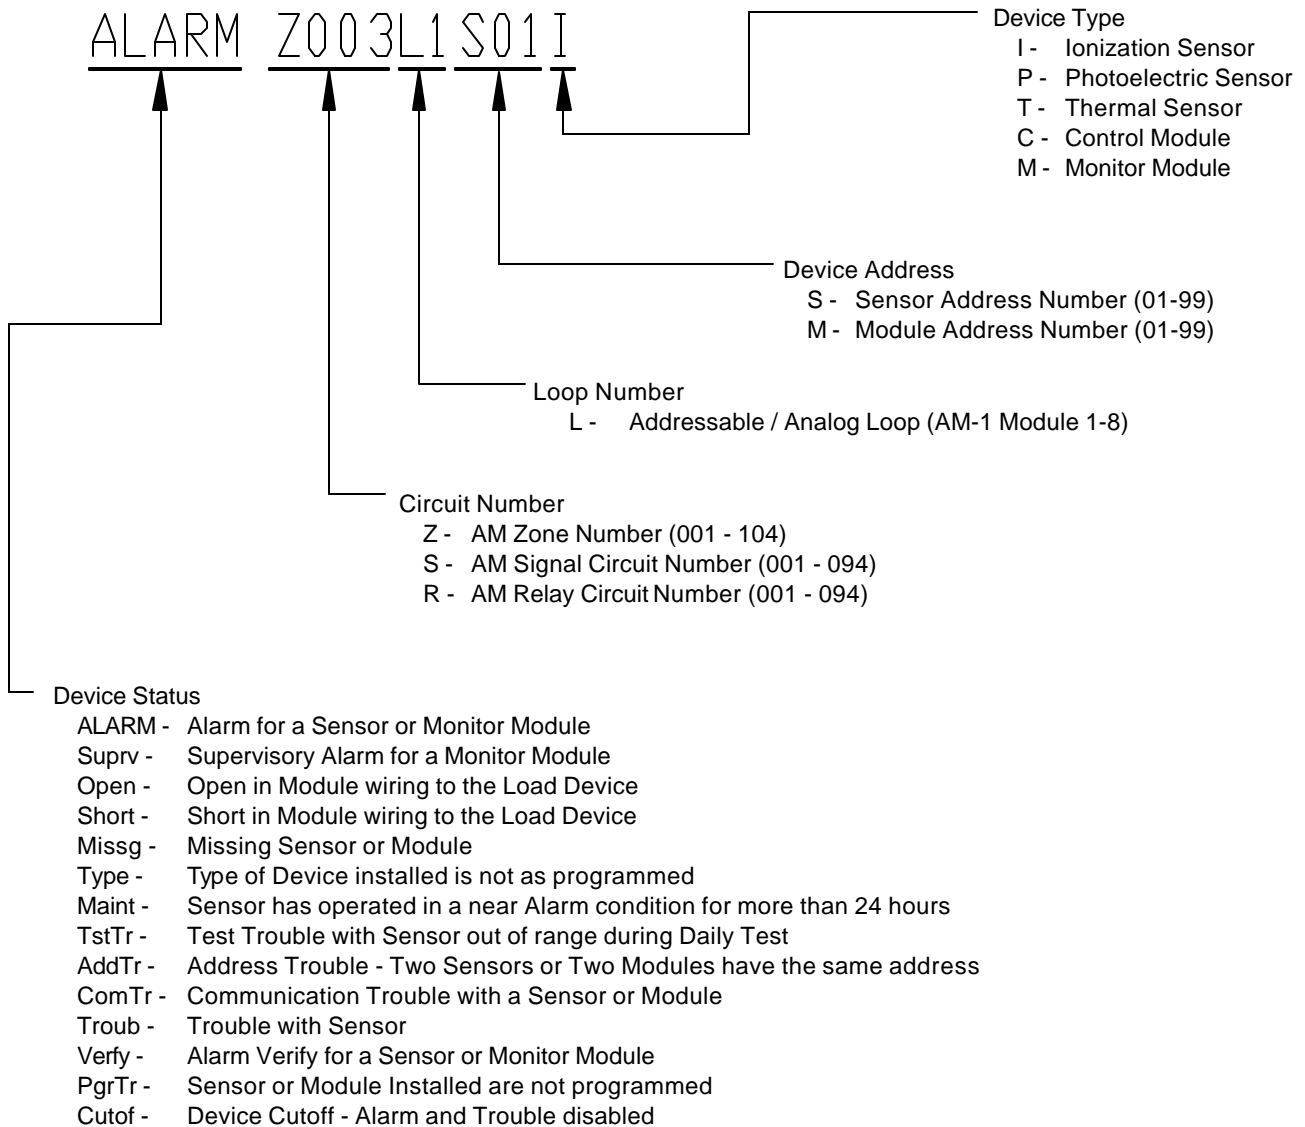 ALARM Z003L1S01I
Device Type
I - Ionization Sensor
P - Photoelectric Sensor
T - Thermal Sensor
C - Control Module
M - Monitor Module
Device Address
S - Sensor Address Number (01-99)
M - Module Address Number (01-99)
Loop Number
L - Addressable / Analog Loop (AM-1 Module 1-8)
Circuit Number
Z - AM Zone Number (001 - 104)
S - AM Signal Circuit Number (001 - 094)
R - AM Relay Circuit Number (001 - 094)
Device Status
ALARM - Alarm for a Sensor or Monitor Module
Suprv - Supervisory Alarm for a Monitor Module
Open - Open in Module wiring to the Load Device
Short - Short in Module wiring to the Load Device
Missg - Missing Sensor or Module
Type - Type of Device installed is not as programmed
Maint - Sensor has operated in a near Alarm condition for more than 24 hours
TstTr - Test Trouble with Sensor out of range during Daily Test
AddTr - Address Trouble - Two Sensors or Two Modules have the same address
ComTr - Communication Trouble with a Sensor or Module
Troub - Trouble with Sensor
Verfy - Alarm Verify for a Sensor or Monitor Module
PgrTr - Sensor or Module Installed are not programmed
Cutof - Device Cutoff - Alarm and Trouble disabled